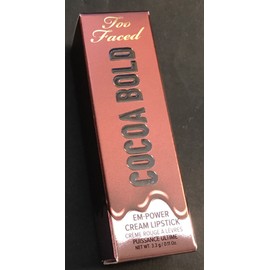 Too
Faced
COCOA BOLD
EM-POWER
CREAM LIPSTICK
CRÈME ROUGE À LÈVRES
PUISSANCE ULTIME
NET WT. 3.3 g / 0.11 Oz.